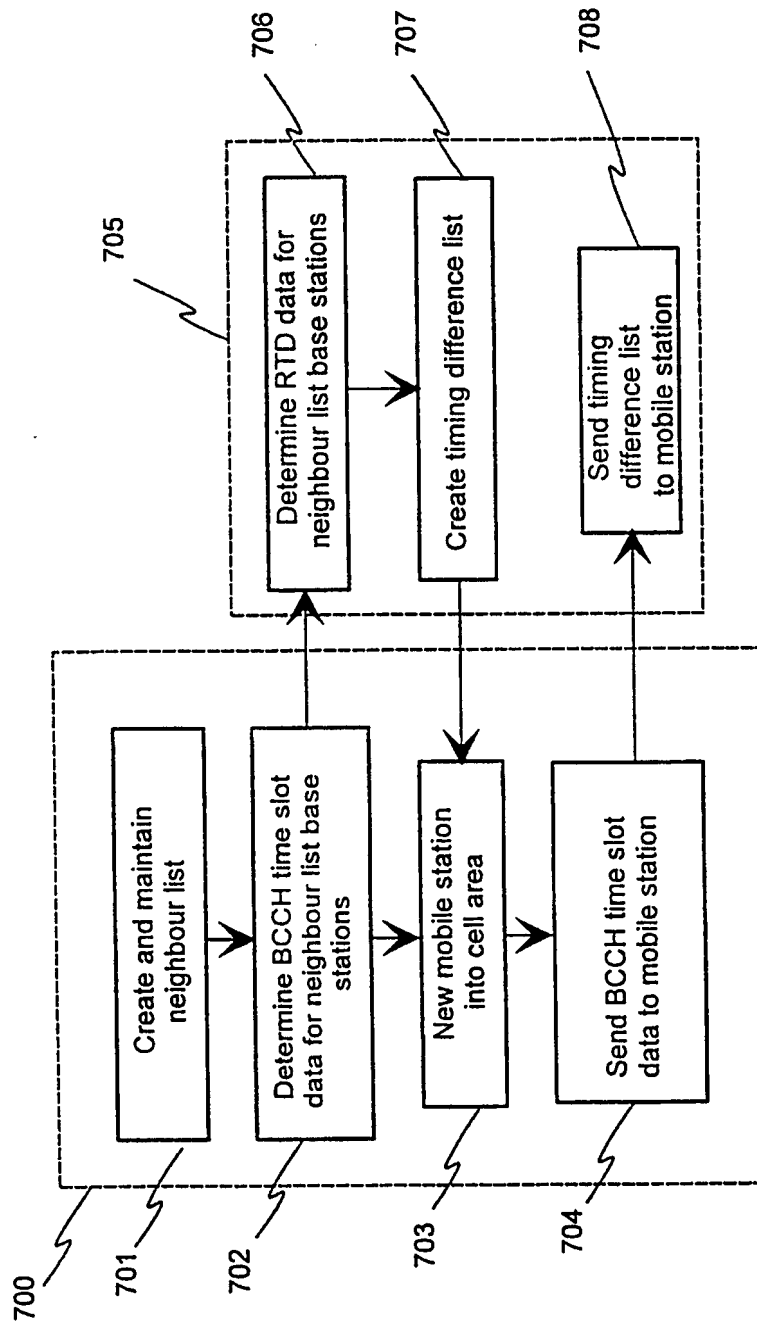 700
701
Create and maintain
neighbour list
702
Determine BCCH time slot
data for neighbour list base
stations
703
New mobile station
into cell area
704
Send BCCH time slot
data to mobile station
705
706
Determine RTD data for
neighbour list base stations
707
Create timing difference list
708
Send timing
difference list
to mobile station